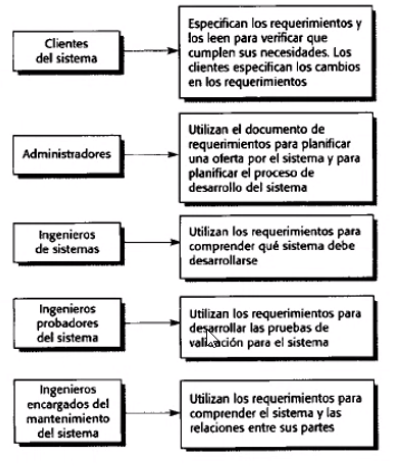 Clientes
del sistema
Especifican los requerimientos y
los leen para verificar que
cumplen sus necesidades. Los
clientes especifican los cambios
en los requerimientos
Administradores
Utilizan el documento de
requerimientos para planificar
una oferta por el sistema y para
planificar el proceso de
desarrollo del sistema
Ingenieros
de sistemas
Utilizan los requerimientos para
comprender qué sistema debe
desarrollarse
Ingenieros
probadores
del sistema
Utilizan los requerimientos para
desarrollar las pruebas de
validación para el sistema
Ingenieros
encargados del
mantenimiento
del sistema
Utilizan los requerimientos para
comprender el sistema y las
relaciones entre sus partes